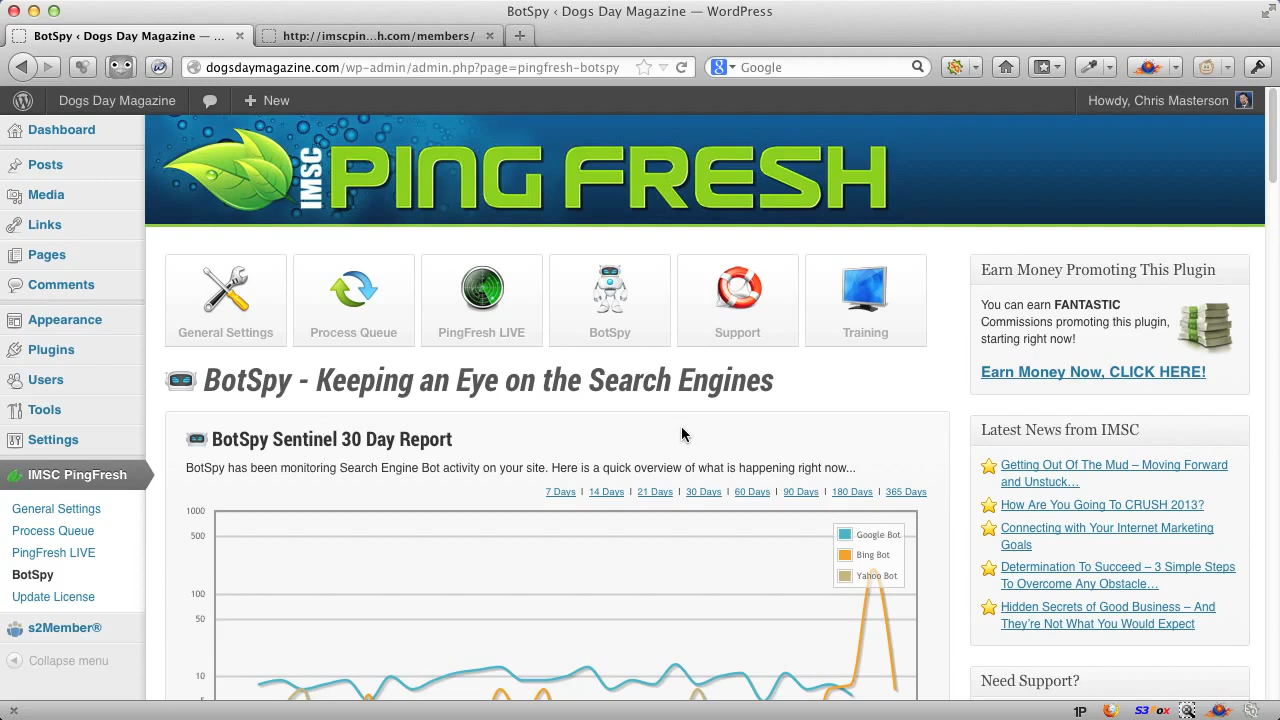 BotSpy ‹ Dogs Day Magazine — WordPress
BotSpy ‹ Dogs Day Magazine — ...
http://imscpin...h.com/members/
dogsdaymagazine.com/wp-admin/admin.php?page=pingfresh-botspy
Google
Dogs Day Magazine
New
Howdy, Chris Masterson
Dashboard
Posts
Media
Links
Pages
Comments
Appearance
Plugins
Users
Tools
Settings
IMSC PingFresh
General Settings
Process Queue
PingFresh LIVE
BotSpy
Update License
s2Member®
Collapse menu
IMSC PING FRESH
General Settings
Process Queue
PingFresh LIVE
BotSpy
Support
Training
BotSpy - Keeping an Eye on the Search Engines
BotSpy Sentinel 30 Day Report
BotSpy has been monitoring Search Engine Bot activity on your site. Here is a quick overview of what is happening right now...
7 Days | 14 Days | 21 Days | 30 Days | 60 Days | 90 Days | 180 Days | 365 Days
1000
500
100
50
10
Google Bot
Bing Bot
Yahoo Bot
Earn Money Promoting This Plugin
You can earn FANTASTIC
Commissions promoting this plugin,
starting right now!
Earn Money Now, CLICK HERE!
Latest News from IMSC
Getting Out Of The Mud – Moving Forward
and Unstuck…
How Are You Going To CRUSH 2013?
Connecting with Your Internet Marketing
Goals
Determination To Succeed – 3 Simple Steps
To Overcome Any Obstacle…
Hidden Secrets of Good Business – And
They're Not What You Would Expect
Need Support?
1P
S3Fox